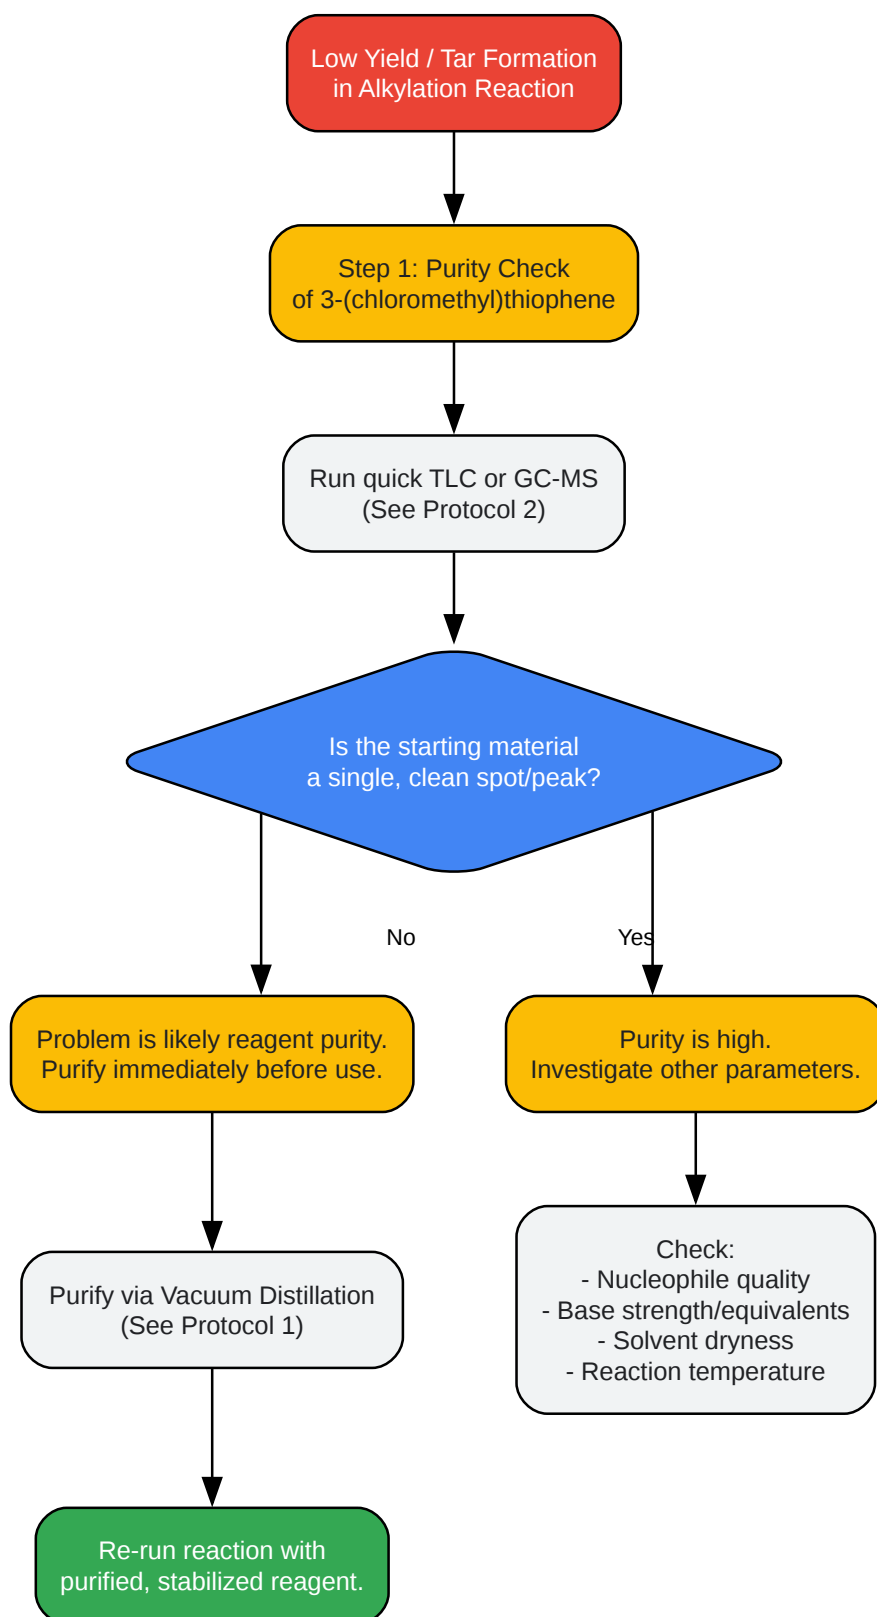 Low Yield / Tar Formation
in Alkylation Reaction
Step 1: Purity Check
of 3-(chloromethyl)thiophene
Run quick TLC or GC-MS
(See Protocol 2)
Is the starting material
a single, clean spot/peak?
No
Yes
Problem is likely reagent purity.
Purify immediately before use.
Purity is high.
Investigate other parameters.
Purify via Vacuum Distillation
(See Protocol 1)
Check:
- Nucleophile quality
- Base strength/equivalents
- Solvent dryness
- Reaction temperature
Re-run reaction with
purified, stabilized reagent.